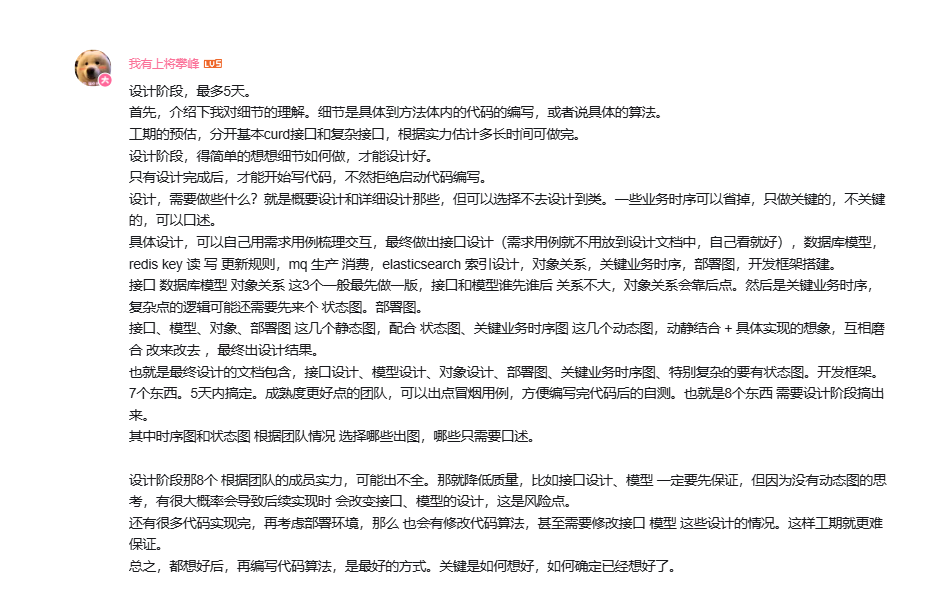 我有上将攀峰 LV5
大
设计阶段，最多5天。
首先，介绍下我对细节的理解。细节是具体到方法体内的代码的编写，或者说具体的算法。
工期的预估，分开基本curd接口和复杂接口，根据实力估计多长时间可做完。
设计阶段，得简单的想想细节如何做，才能设计好。
只有设计完成后，才能开始写代码，不然拒绝启动代码编写。
设计，需要做些什么？就是概要设计和详细设计那些，但可以选择不去设计到类。一些业务时序可以省掉，只做关键的，不关键
的，可以口述。
具体设计，可以自己用需求用例梳理交互，最终做出接口设计（需求用例就不用放到设计文档中，自己看就好），数据库模型，
redis key 读 写 更新规则，mq 生产 消费，elasticsearch 索引设计，对象关系，关键业务时序，部署图，开发框架搭建。
接口 数据库模型 对象关系 这3个一般最先做一版，接口和模型谁先谁后 关系不大，对象关系会靠后点。然后是关键业务时序，
复杂点的逻辑可能还需要先来个 状态图。部署图。
接口、模型、对象、部署图 这几个静态图，配合 状态图、关键业务时序图 这几个动态图，动静结合 + 具体实现的想象，互相磨
合 改来改去 ，最终出设计结果。
也就是最终设计的文档包含，接口设计、模型设计、对象设计、部署图、关键业务时序图、特别复杂的要有状态图。开发框架。
7个东西。5天内搞定。成熟度更好点的团队，可以出点冒烟用例，方便编写完代码后的自测。也就是8个东西 需要设计阶段搞出
来。
其中时序图和状态图 根据团队情况 选择哪些出图，哪些只需要口述。
设计阶段那8个 根据团队的成员实力，可能出不全。那就降低质量，比如接口设计、模型 一定要先保证，但因为没有动态图的思
考，有很大概率会导致后续实现时 会改变接口、模型的设计，这是风险点。
还有很多代码实现完，再考虑部署环境，那么 也会有修改代码算法，甚至需要修改接口 模型 这些设计的情况。这样工期就更难
保证。
总之，都想好后，再编写代码算法，是最好的方式。关键是如何想好，如何确定已经想好了。